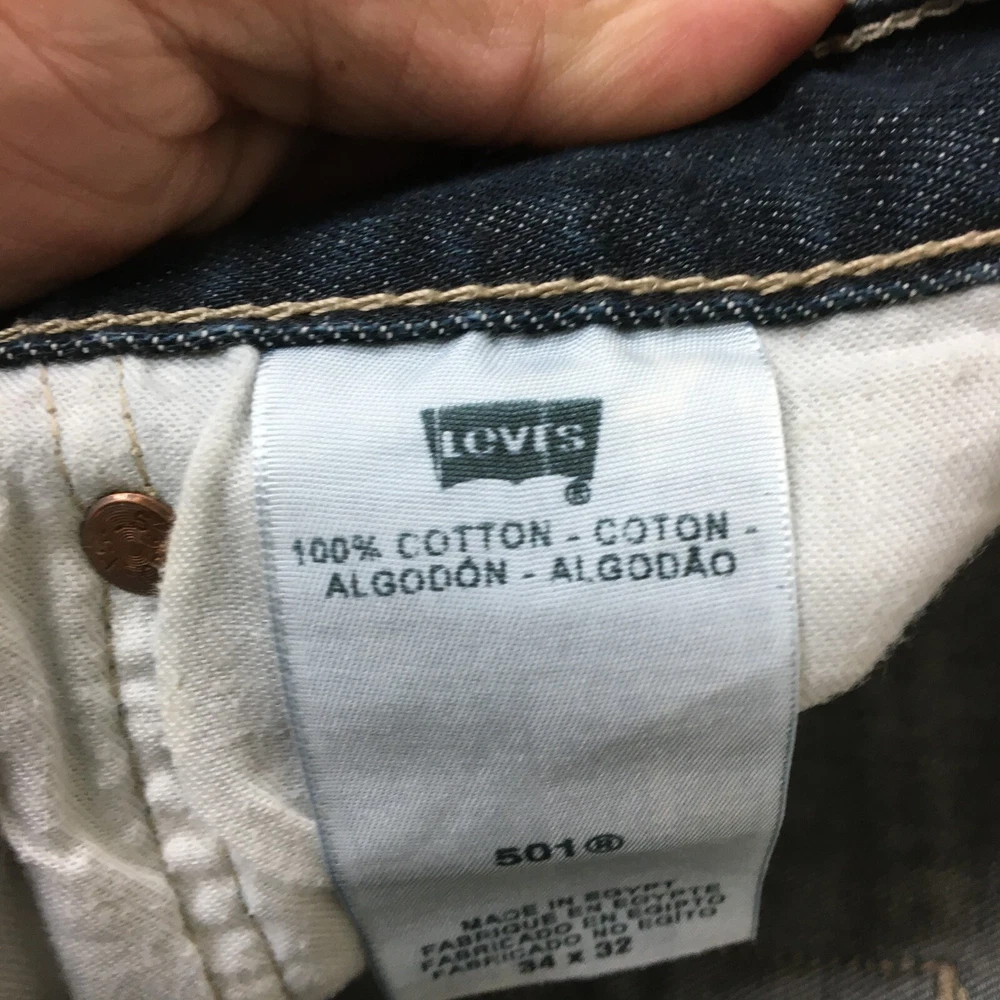 LEVI'S
®
100% COTTON - COTON -
ALGODÓN - ALGODÃO
501®
MADE IN EGYPT
FABRIQUE EN EGYPTE
FABRICADO EN EGIPTO
FABRICADO NO EGITO
34 x 32